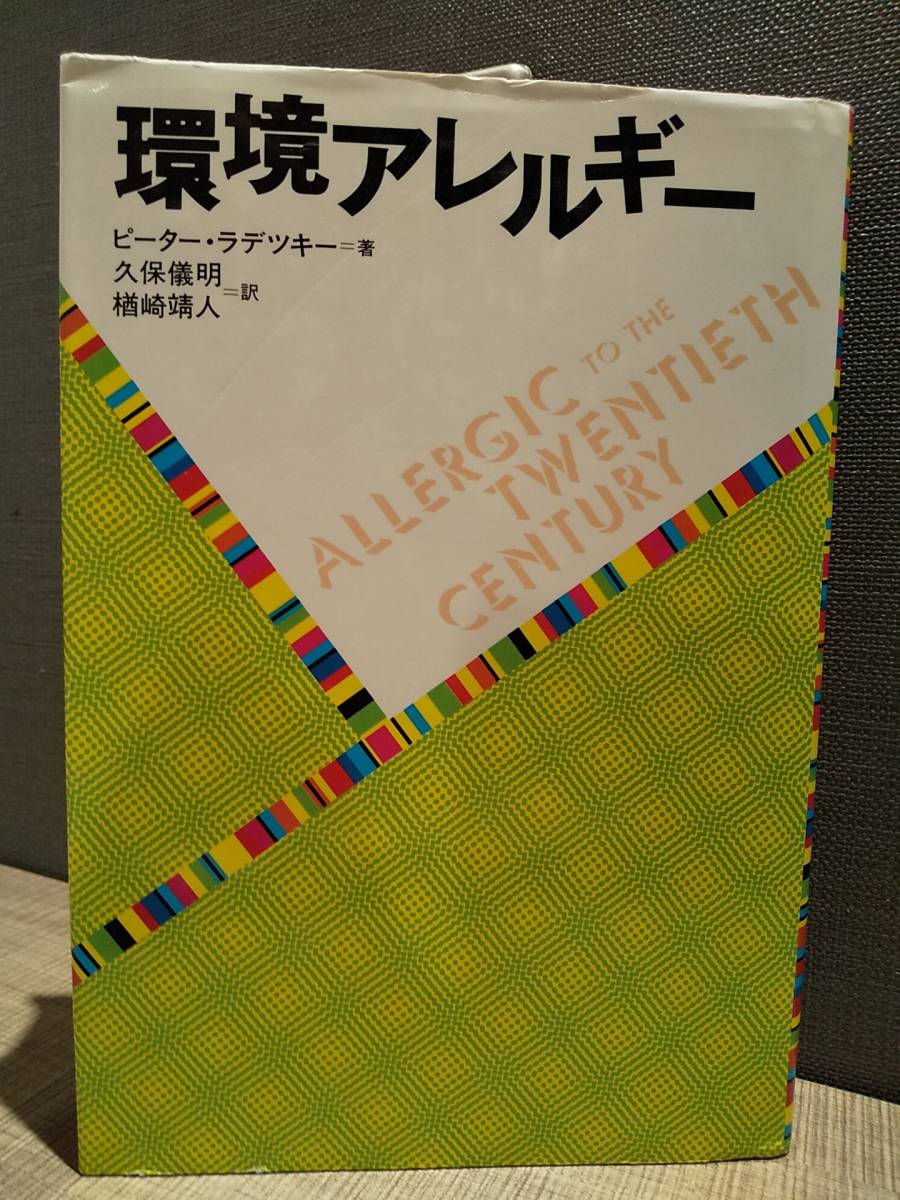 環境アレルギー
ピーター・ラデツキー=著
久保儀明
楢崎靖人=訳
ALLERGIC TO THE
TWENTIETH
CENTURY